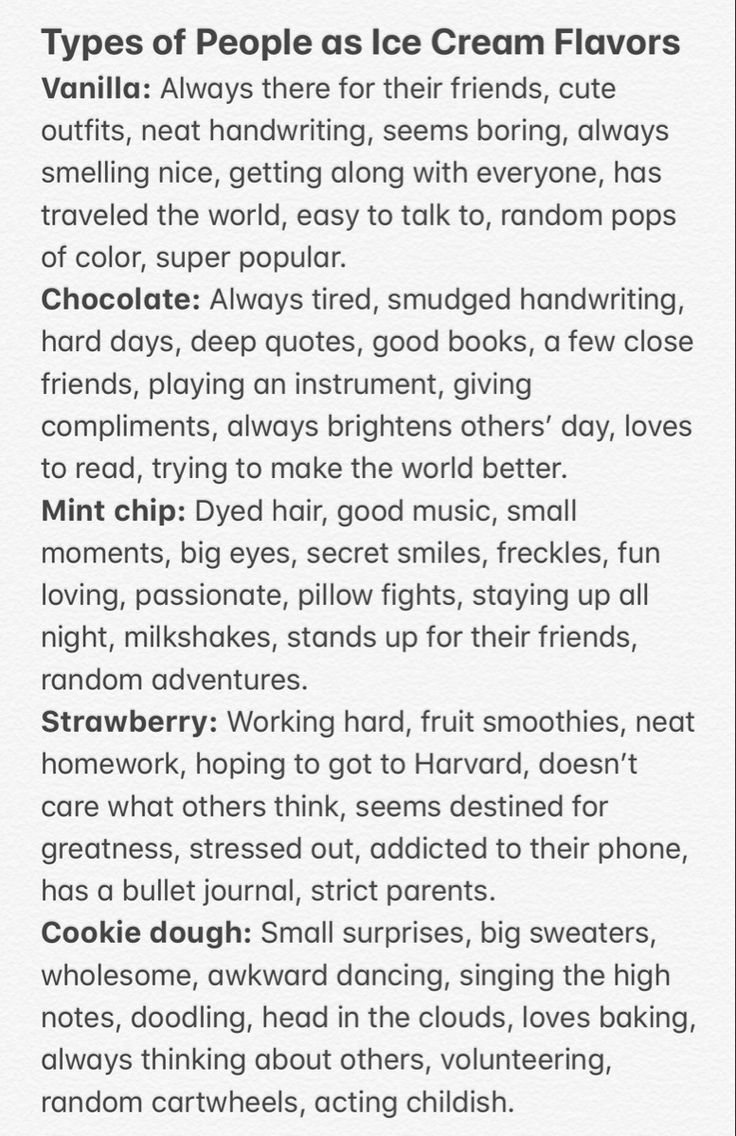 Types of People as Ice Cream Flavors
Vanilla: Always there for their friends, cute
outfits, neat handwriting, seems boring, always
smelling nice, getting along with everyone, has
traveled the world, easy to talk to, random pops
of color, super popular.
Chocolate: Always tired, smudged handwriting,
hard days, deep quotes, good books, a few close
friends, playing an instrument, giving
compliments, always brightens others’ day, loves
to read, trying to make the world better.
Mint chip: Dyed hair, good music, small
moments, big eyes, secret smiles, freckles, fun
loving, passionate, pillow fights, staying up all
night, milkshakes, stands up for their friends,
random adventures.
Strawberry: Working hard, fruit smoothies, neat
homework, hoping to got to Harvard, doesn’t
care what others think, seems destined for
greatness, stressed out, addicted to their phone,
has a bullet journal, strict parents.
Cookie dough: Small surprises, big sweaters,
wholesome, awkward dancing, singing the high
notes, doodling, head in the clouds, loves baking,
always thinking about others, volunteering,
random cartwheels, acting childish.